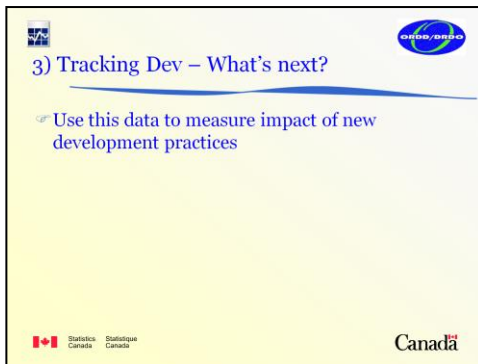 ORDD/DRDO
3) Tracking Dev – What's next?
Use this data to measure impact of new
development practices
Statistics Statistique
Canada Canada
Canada